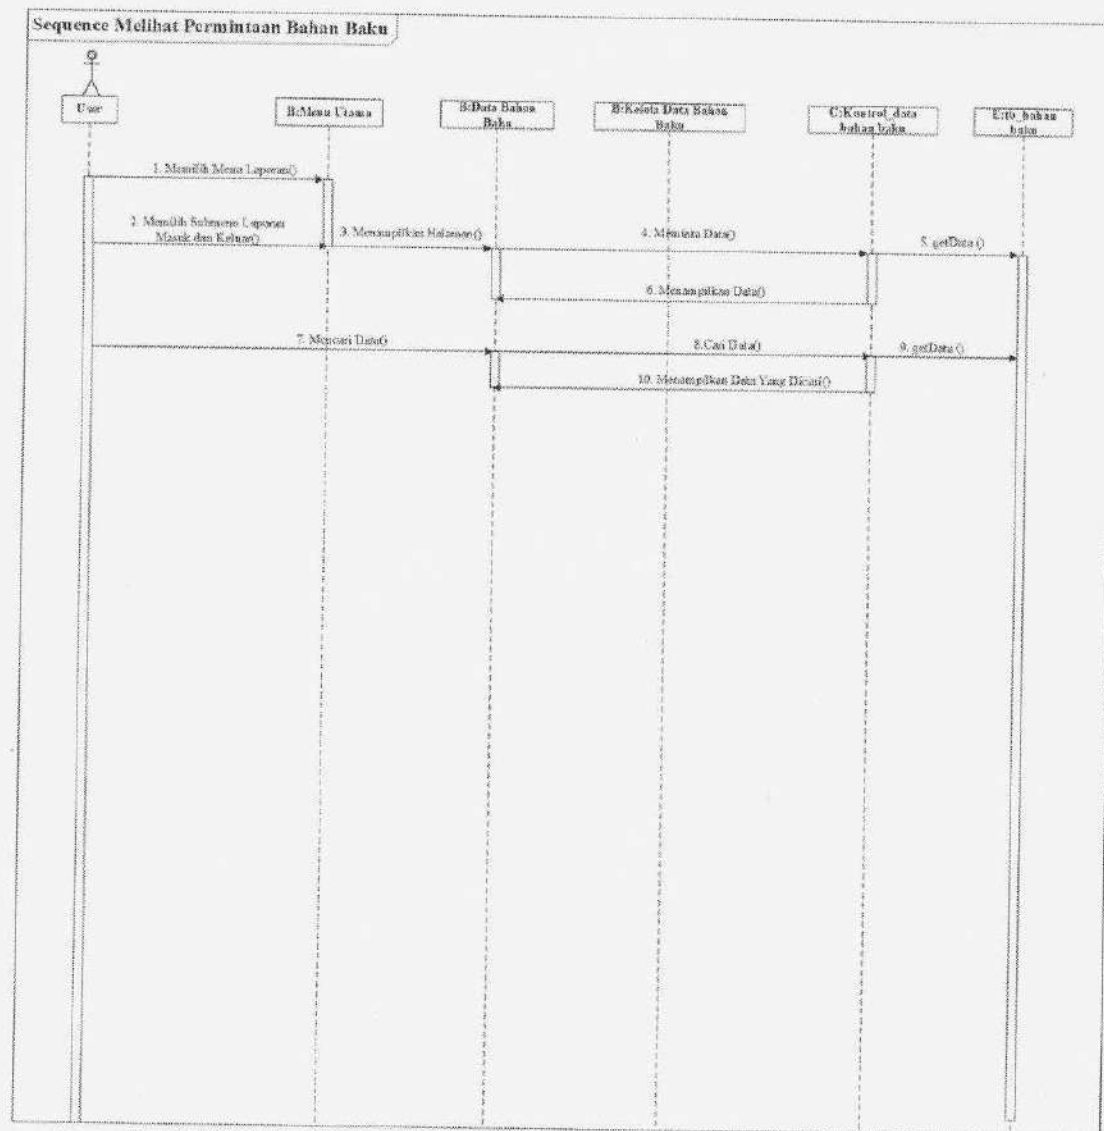 Sequence Melihat Permintaan Bahan Baku
User
B:Menu Utama
B:Data Bahan
Baku
B:Kelola Data Bahan
Baku
C:Kontrol_data
bahan baku
E:tb_bahan
baku
1. Memilih Menu Laporan()
2. Memilih Submenu Laporan
Masuk dan Keluar()
3. Menampilkan Halaman()
4. Meminta Data()
5. getData ()
6. Menampilkan Data()
7. Mencari Data()
8.Cari Data()
9. getData ()
10. Menampilkan Data Yang Dicari()